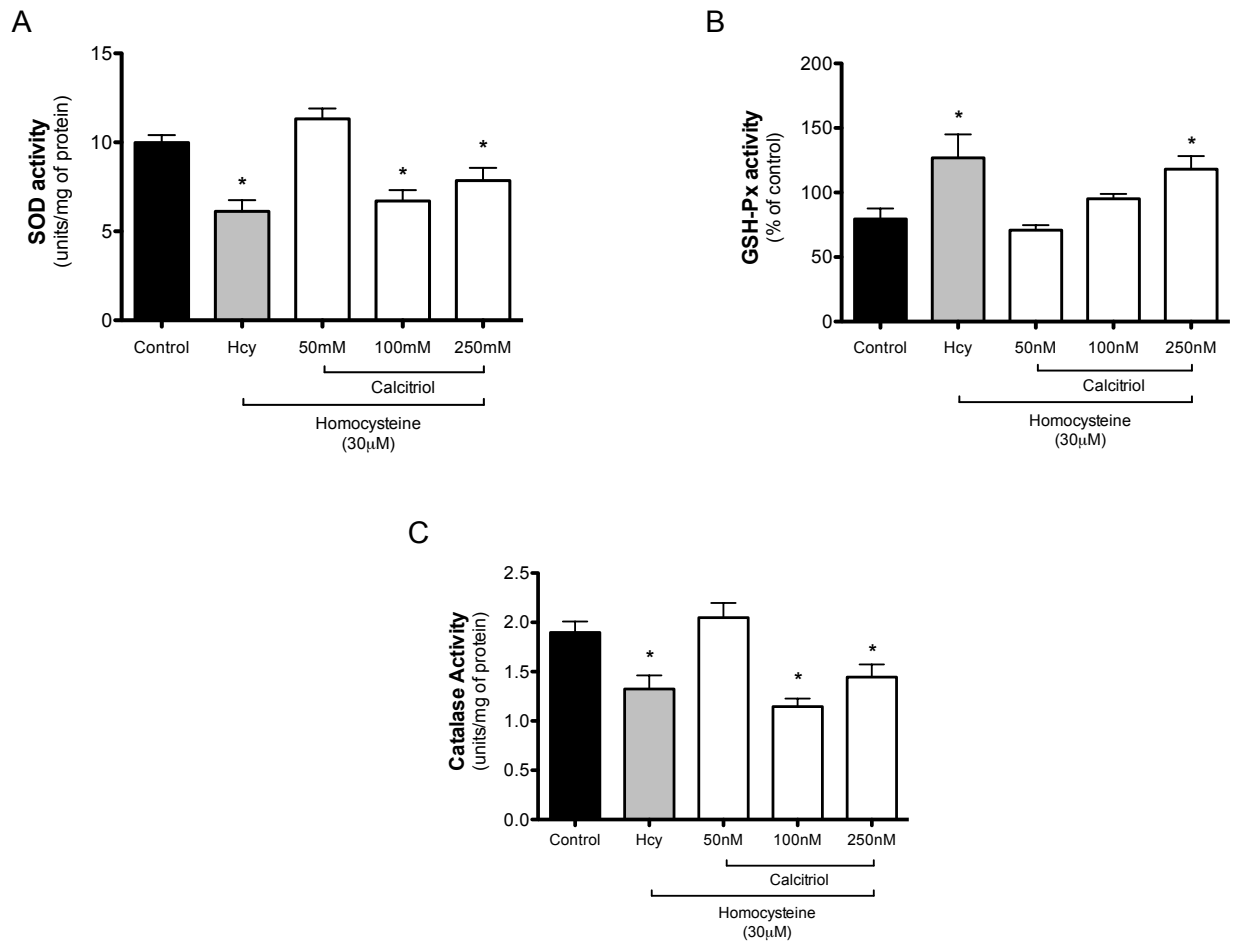 A
SOD activity
(units/mg of protein)
15
10
5
0
*
*
*
Control Hcy 50mM 100mM 250mM
Calcitriol
Homocysteine
(30μM)
B
GSH-Px activity
(% of control)
200
150
100
50
0
*
*
Control Hcy 50nM 100nM 250nM
Calcitriol
Homocysteine
(30μM)
C
Catalase Activity
(units/mg of protein)
2.5
2.0
1.5
1.0
0.5
0.0
*
*
*
Control Hcy 50nM 100nM 250nM
Calcitriol
Homocysteine
(30μM)